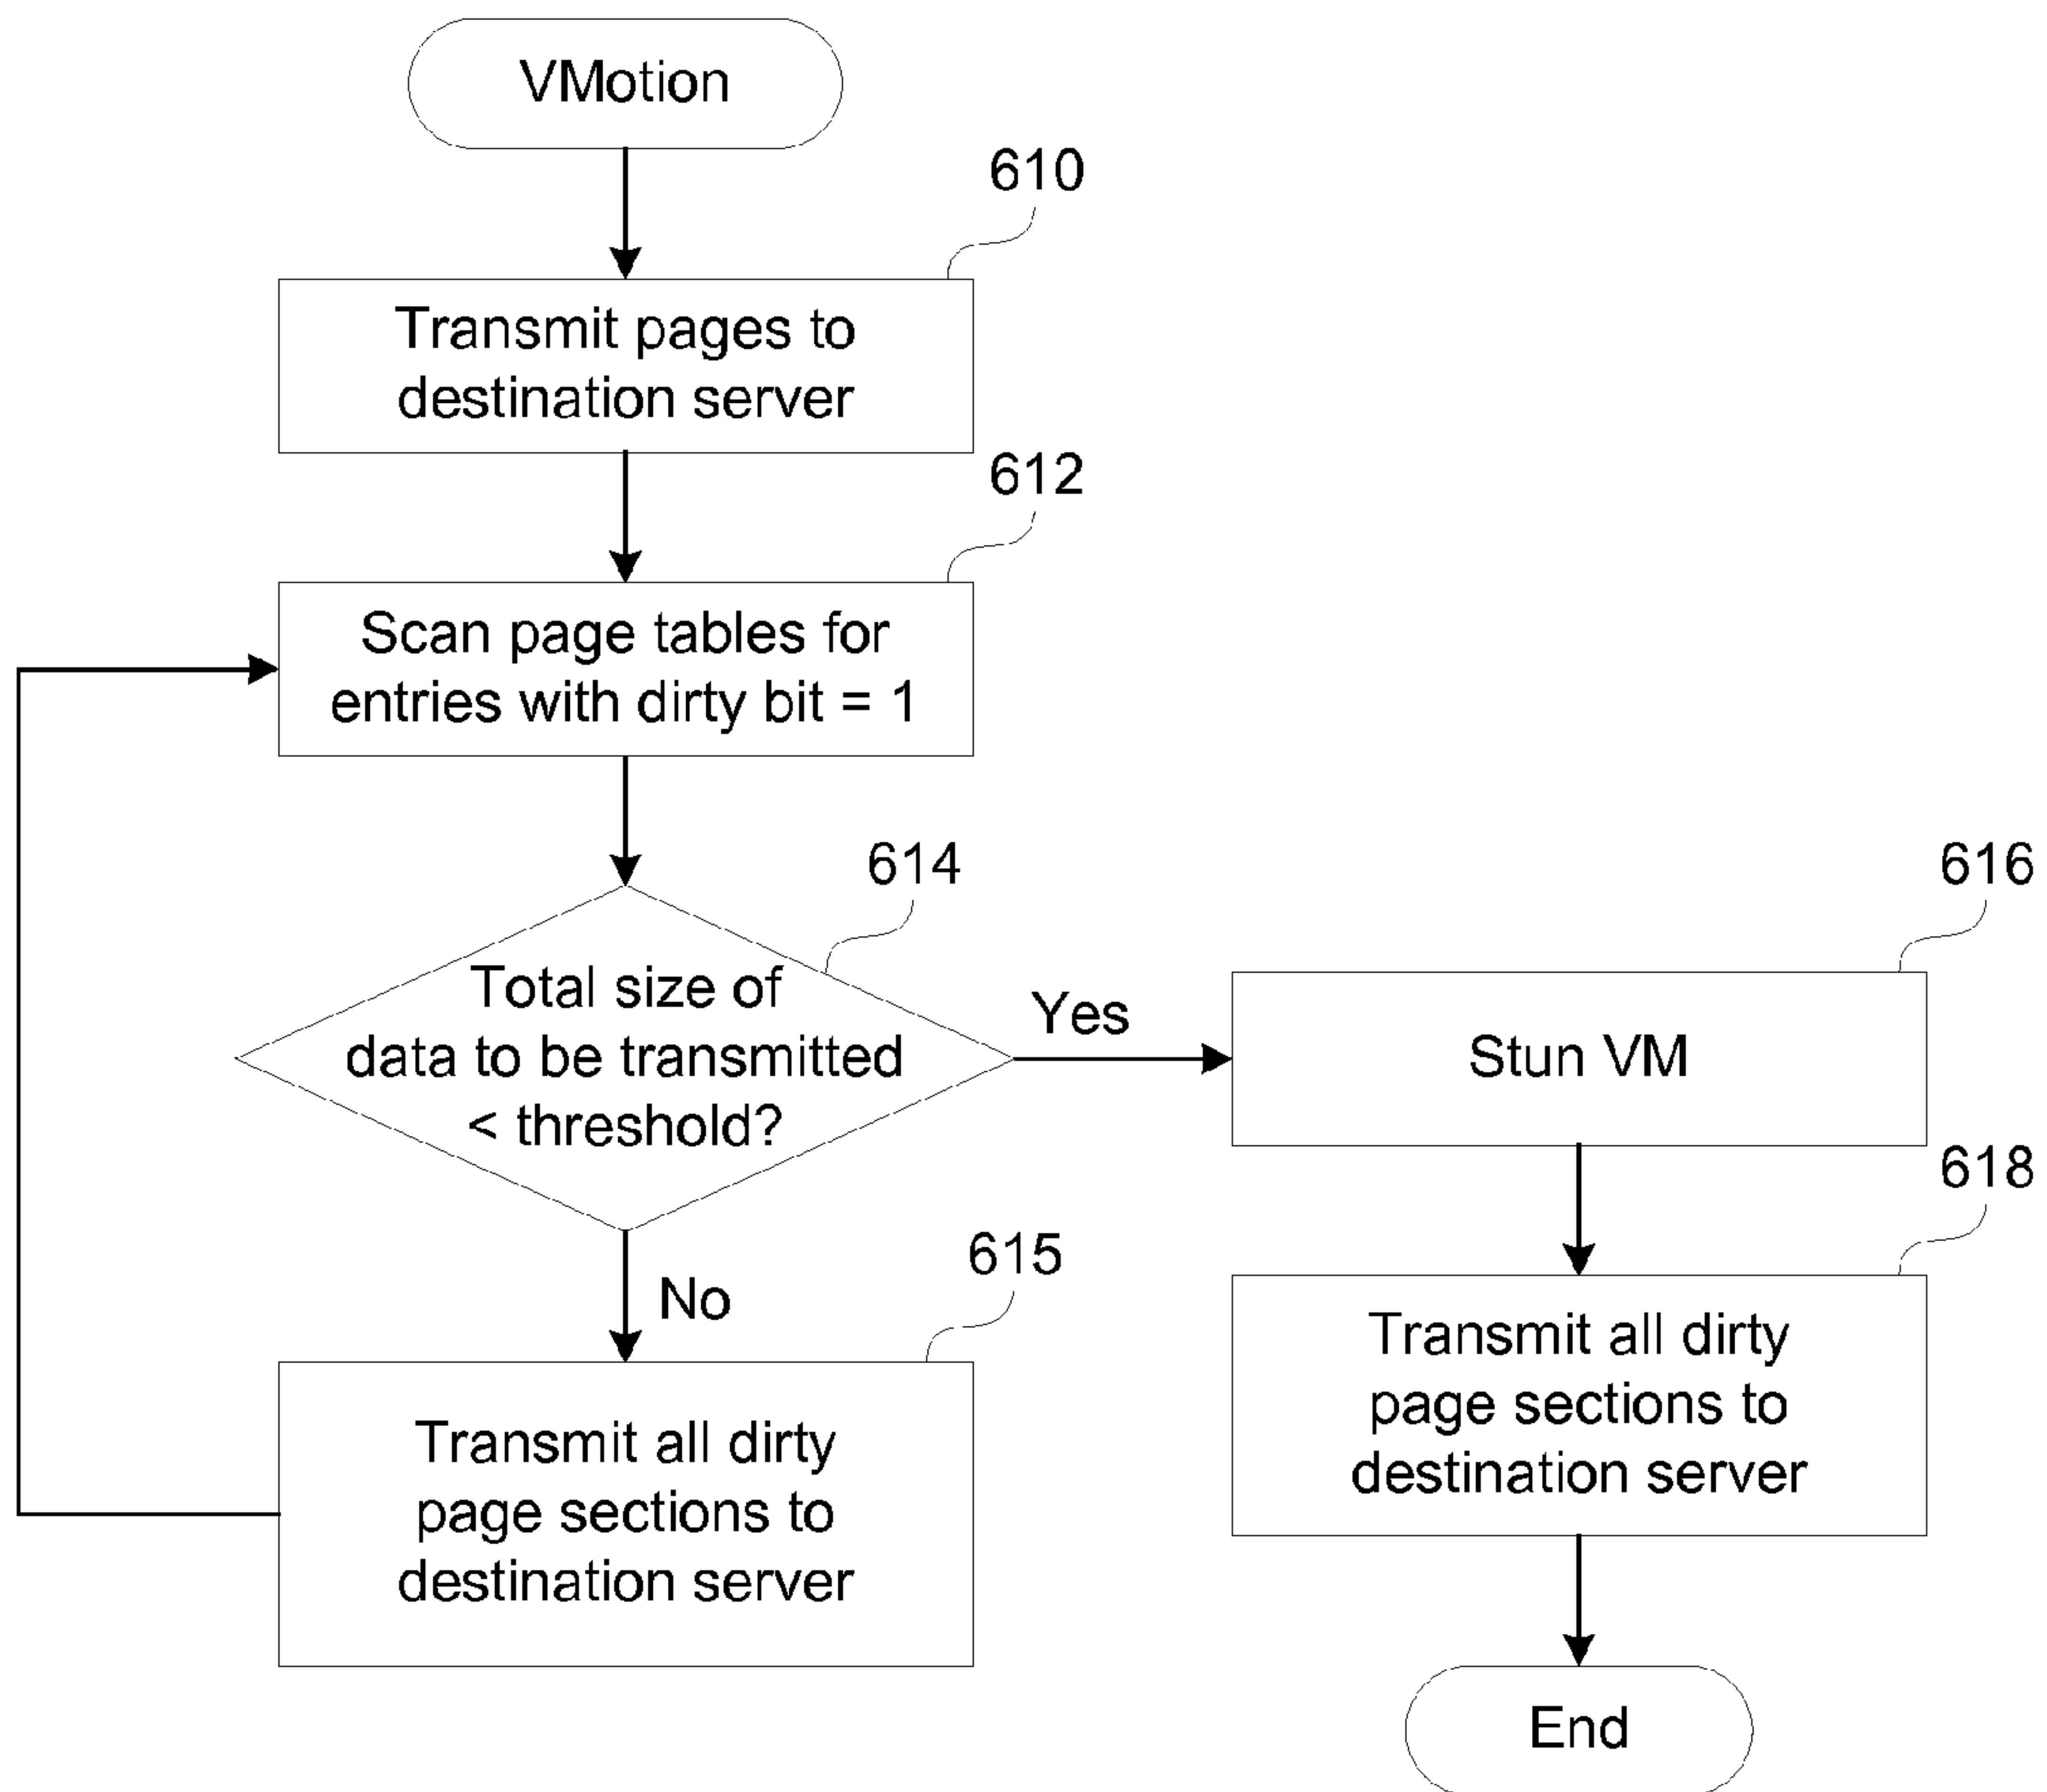 VMotion
610
Transmit pages to
destination server
612
Scan page tables for
entries with dirty bit = 1
614
Total size of
data to be transmitted
< threshold?
Yes
No
615
Transmit all dirty
page sections to
destination server
616
Stun VM
618
Transmit all dirty
page sections to
destination server
End